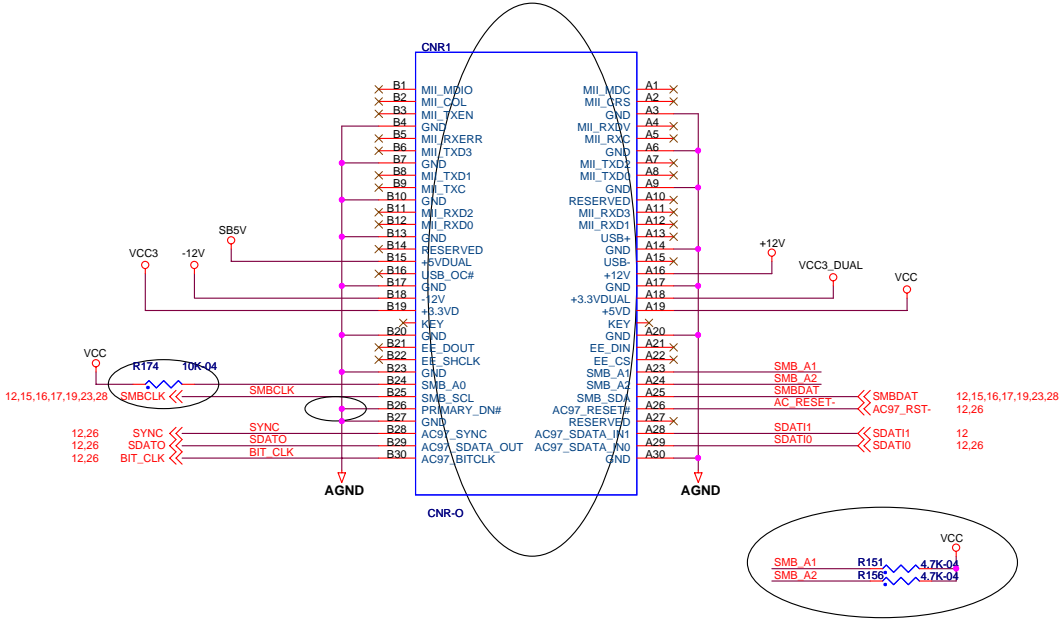 CNR1
B1 MII_MDIO MII_MDC A1
B2 MII_COL MII_CRS A2
B3 MII_TXEN GND A3
B4 GND MII_RXDV A4
B5 MII_RXERR MII_RXC A5
B6 MII_TXD3 GND A6
B7 GND MII_TXD2 A7
B8 MII_TXD1 MII_TXD0 A8
B9 MII_TXC GND A9
B10 GND RESERVED A10
B11 MII_RXD2 MII_RXD3 A11
B12 MII_RXD0 MII_RXD1 A12
B13 GND USB+ A13
SB5V B14 RESERVED GND A14
B15 +5VDUAL USB- A15
VCC3 -12V B16 USB_OC# +12V A16 +12V
B17 GND GND A17 VCC3_DUAL
B18 -12V +3.3VDUAL A18 VCC
B19 +3.3VD +5VD A19
KEY KEY
B20 GND GND A20
B21 EE_DOUT EE_DIN A21
VCC B22 EE_SHCLK EE_CS A22
R174 10K-04 B23 GND SMB_A1 A23 SMB_A1
B24 SMB_A0 SMB_A2 A24 SMB_A2
12,15,16,17,19,23,28 SMBCLK SMBCLK B25 SMB_SCL SMB_SDA A25 SMBDAT SMBDAT 12,15,16,17,19,23,28
B26 PRIMARY_DN# AC97_RESET# A26 AC_RESET- AC97_RST- 12,26
B27 GND RESERVED A27
12,26 SYNC SYNC B28 AC97_SYNC AC97_SDATA_IN1 A28 SDATI1 SDATI1 12
12,26 SDATO SDATO B29 AC97_SDATA_OUT AC97_SDATA_IN0 A29 SDATI0 SDATI0 12,26
12,26 BIT_CLK BIT_CLK B30 AC97_BITCLK GND A30
AGND AGND
CNR-O
VCC
SMB_A1 R151 4.7K-04
SMB_A2 R156 4.7K-04